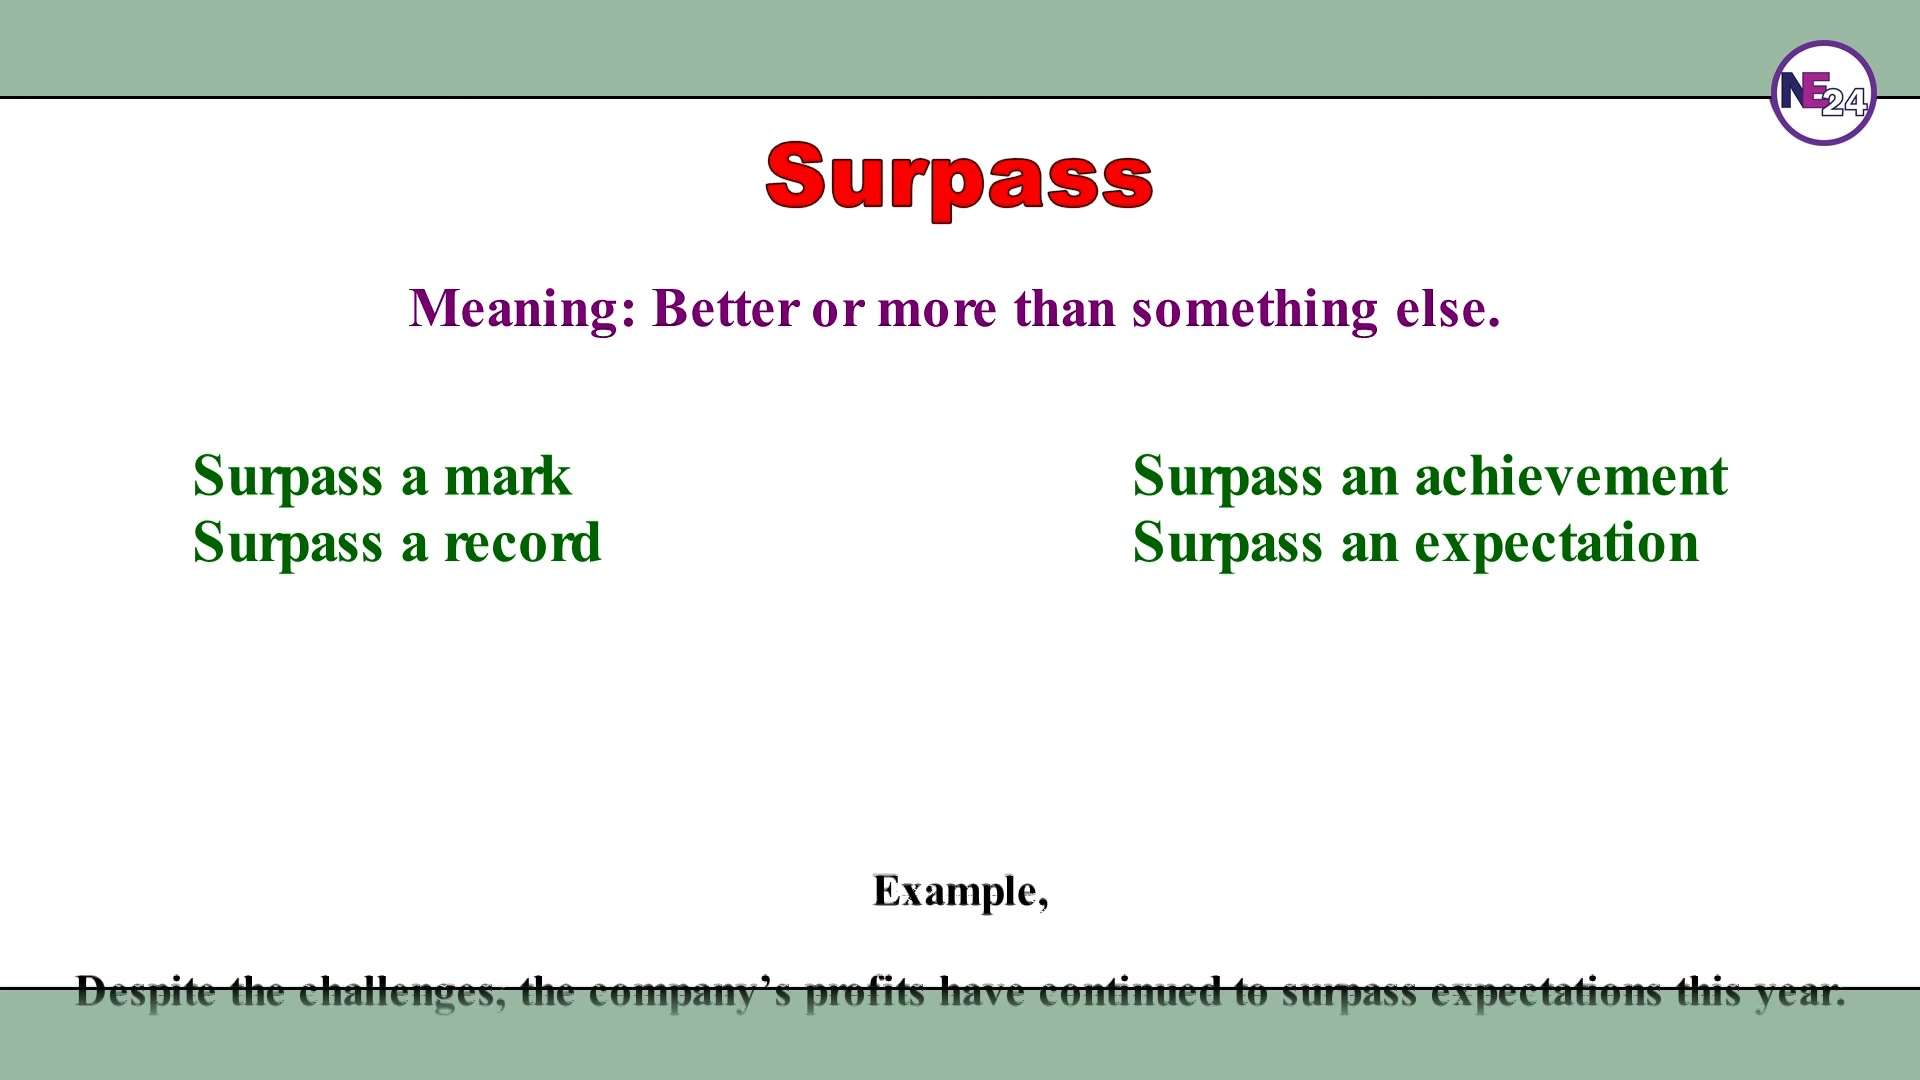 NE24
Surpass
Meaning: Better or more than something else.
Surpass a mark
Surpass a record
Surpass an achievement
Surpass an expectation
Example,
Despite the challenges, the company’s profits have continued to surpass expectations this year.